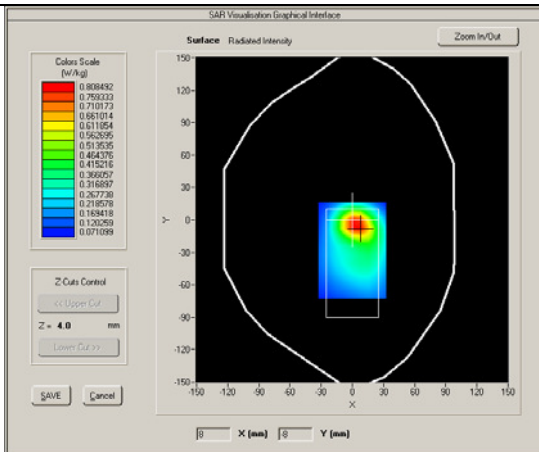 SAR Visualisation Graphical Interface
Surface Radiated Intensity
Zoom In/Out
Colors Scale
(W/kg)
0.808492
0.759333
0.710173
0.661014
0.611854
0.562695
0.513535
0.464376
0.415216
0.366057
0.316897
0.267738
0.218578
0.169418
0.120259
0.071099
Z Cuts Control
<< Upper Cut
Z = 4.0 mm
Lower Cut >>
SAVE
Cancel
150
120
90
60
30
0
-30
-60
-90
-120
-150
Y
-150 -120 -90 -60 -30 0 30 60 90 120 150
X
8 X (mm) -8 Y (mm)